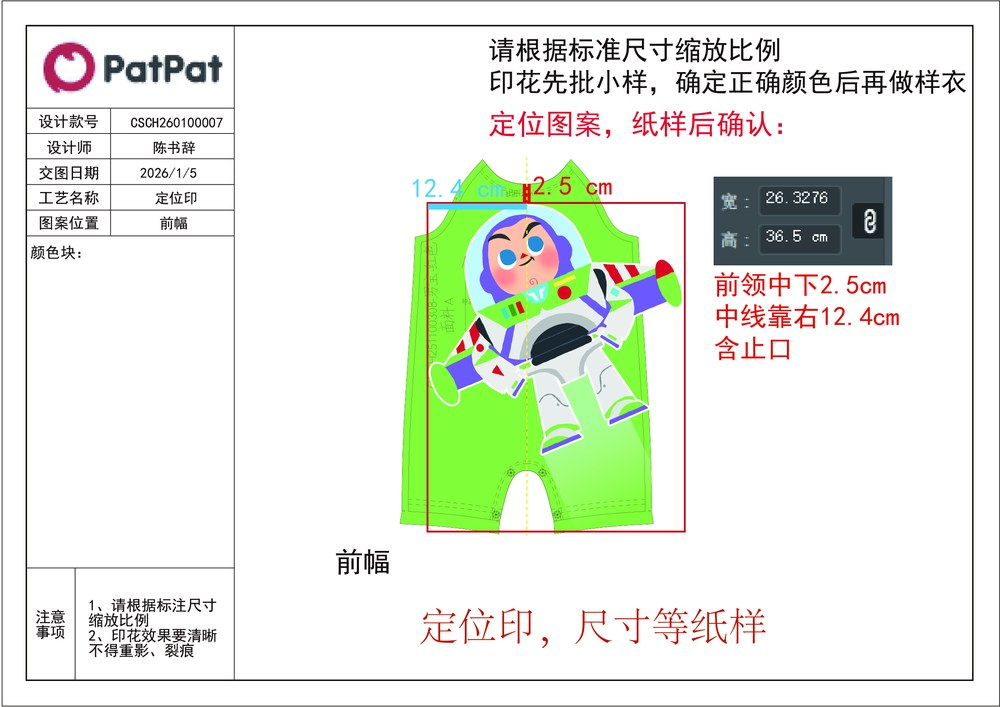 PatPat
设计款号 CSCH260100007
设计师 陈书辞
交图日期 2026/1/5
工艺名称 定位印
图案位置 前幅
颜色块：
请根据标准尺寸缩放比例
印花先批小样，确定正确颜色后再做样衣
定位图案，纸样后确认：
12.4 cm
2.5 cm
宽： 26.3276
高： 36.5 cm
前领中下2.5cm
中线靠右12.4cm
含止口
前幅
定位印，尺寸等纸样
注意
事项
1、请根据标注尺寸
缩放比例
2、印花效果要清晰
不得重影、裂痕